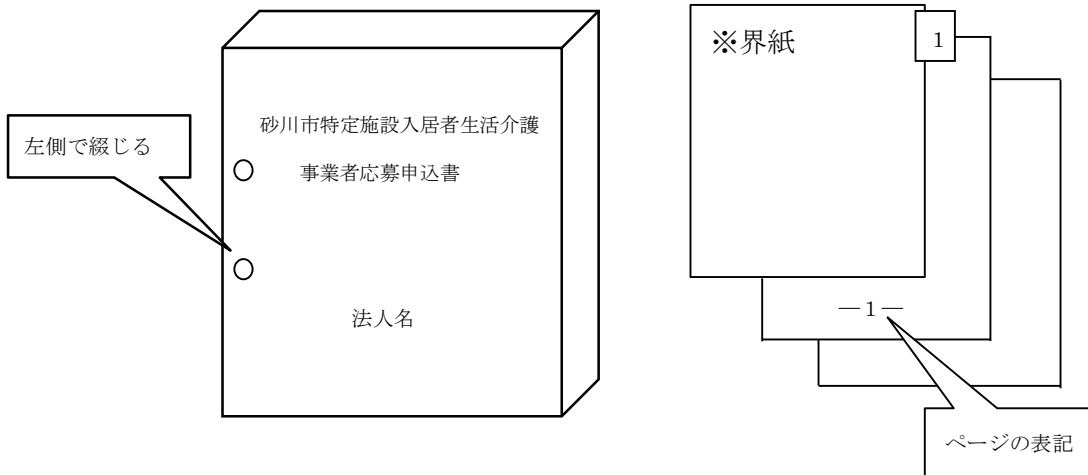 左側で綴じる
砂川市特定施設入居者生活介護
事業者応募申込書
法人名
※界紙
1
－1－
ページの表記